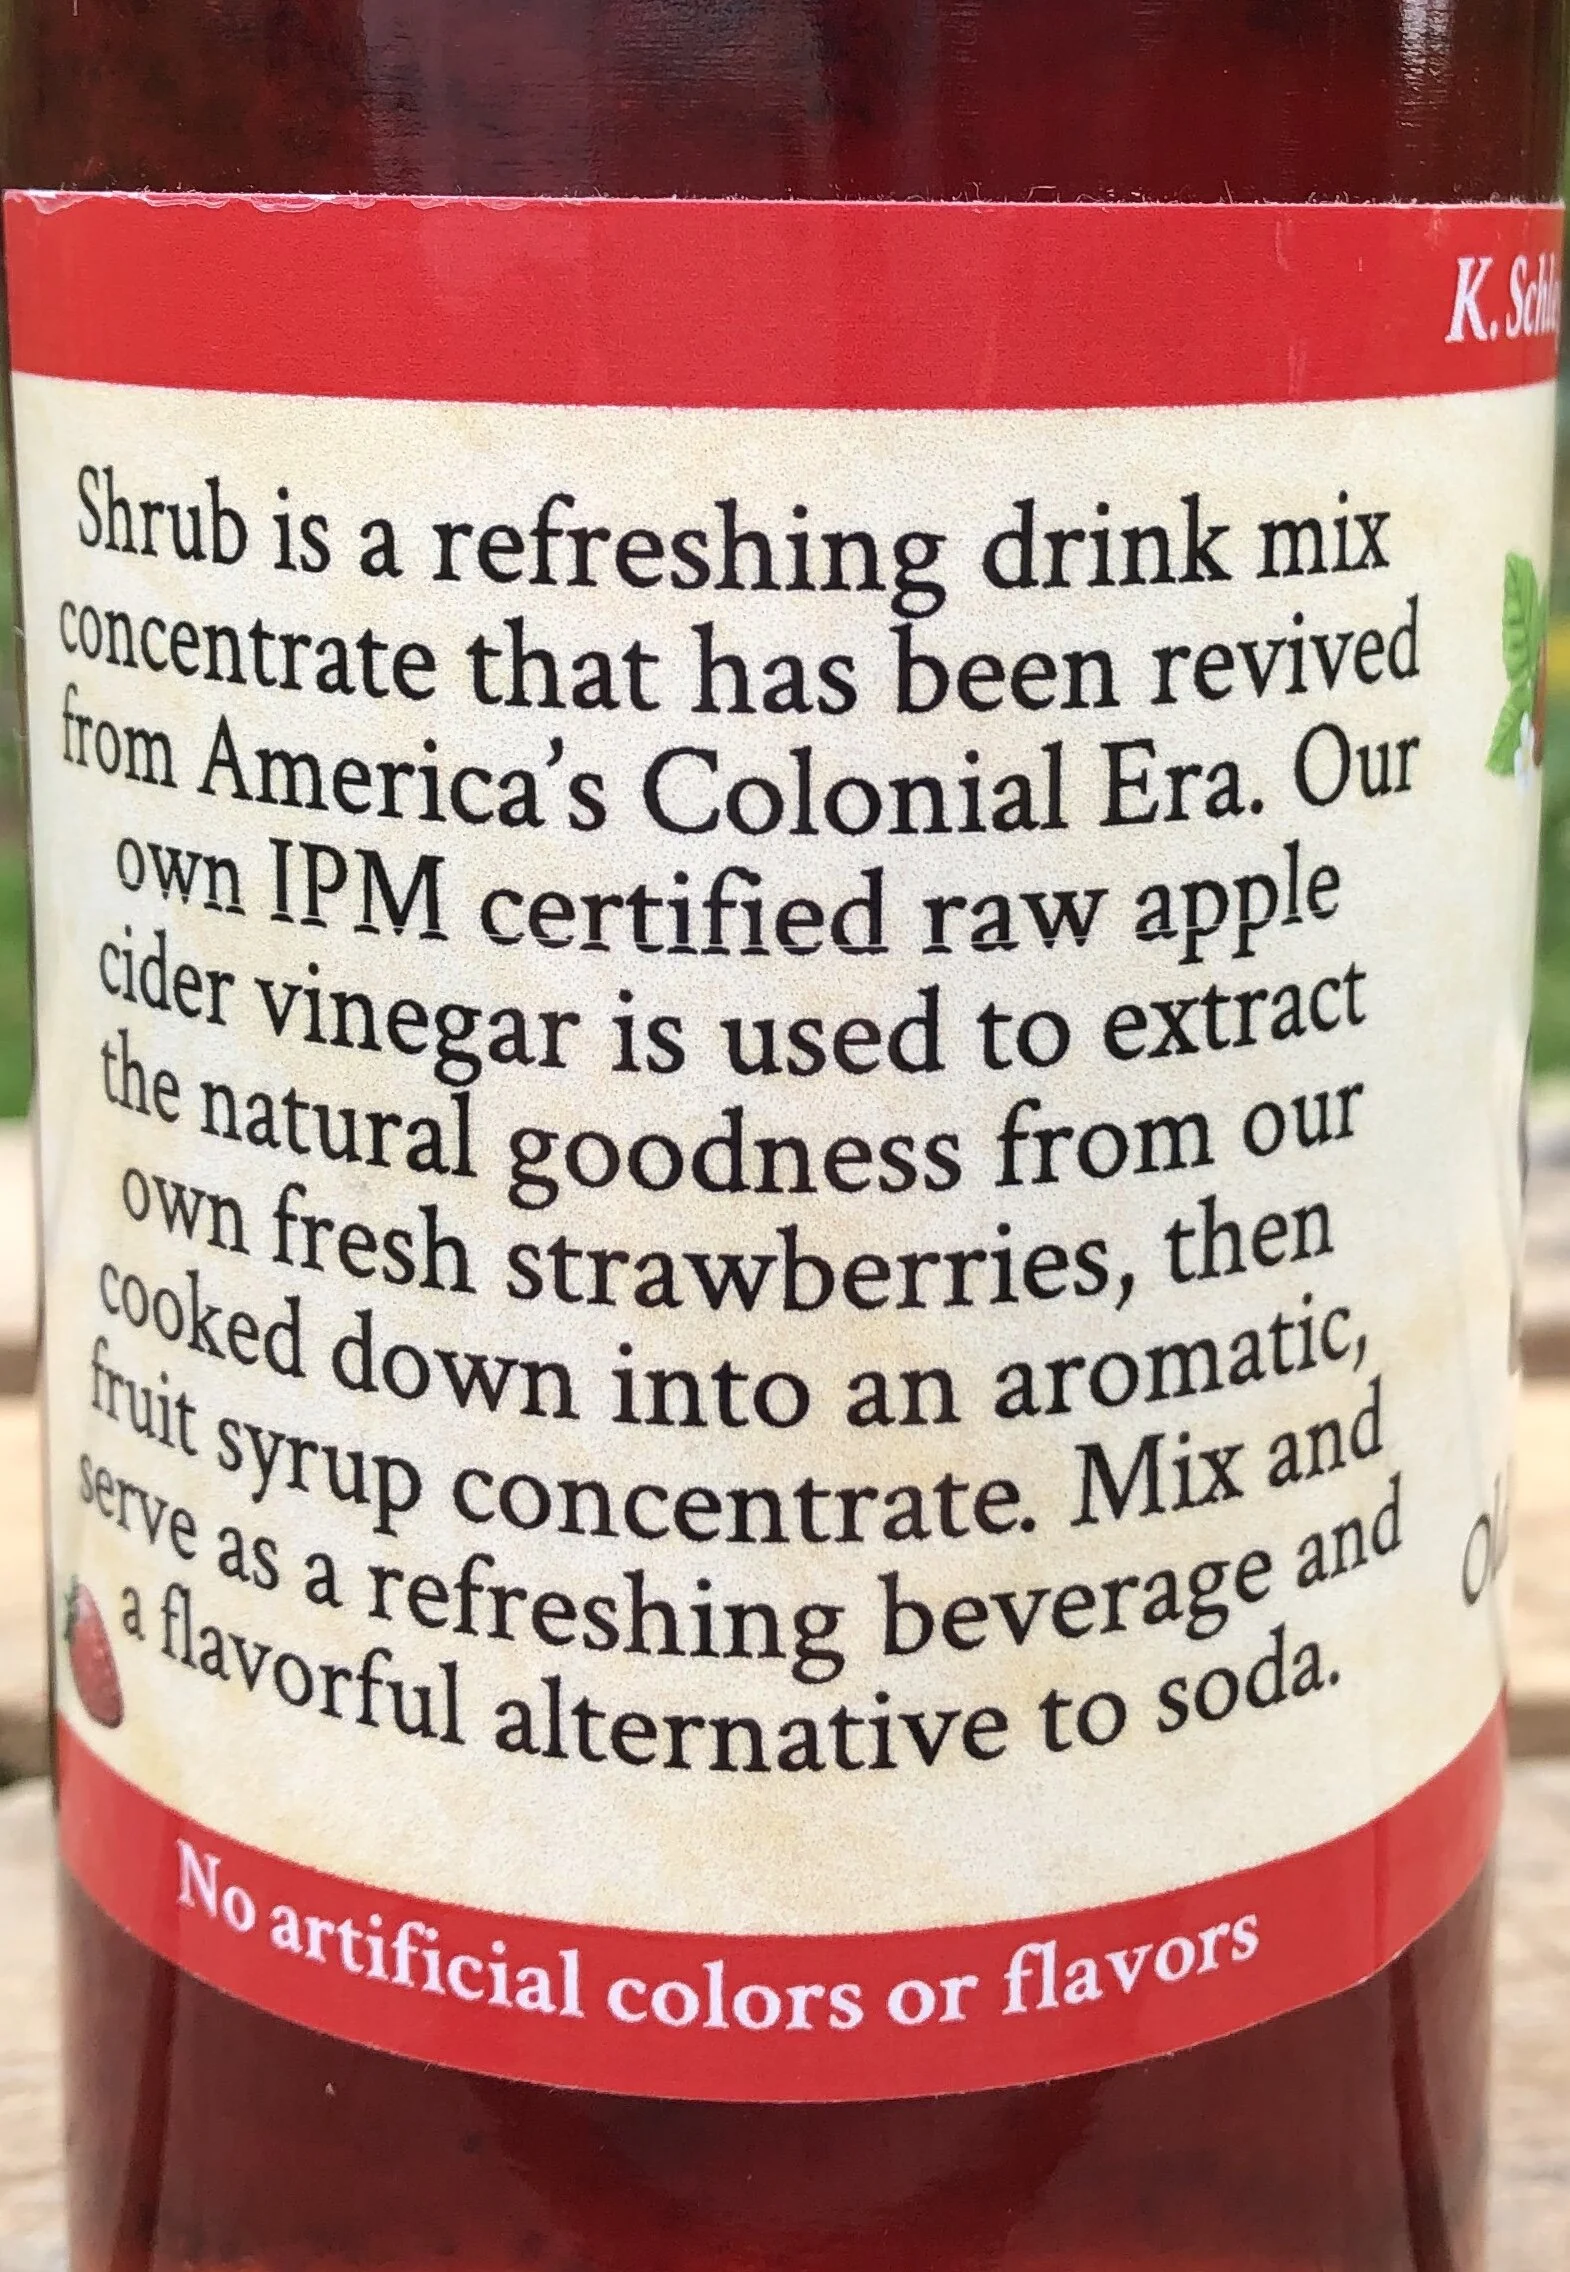 K.
Shrub is a refreshing drink mix
concentrate that has been revived
from America's Colonial Era. Our
own IPM certified raw apple
cider vinegar is used to extract
the natural goodness from our
own fresh strawberries, then
cooked down into an aromatic,
fruit syrup concentrate. Mix and
serve as a refreshing beverage and
a flavorful alternative to soda.
No artificial colors or flavors